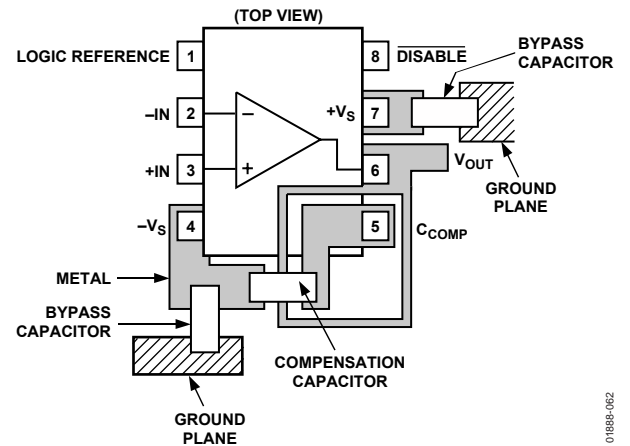 (TOP VIEW)
LOGIC REFERENCE
1
8
DISABLE
BYPASS
CAPACITOR
–IN
2
–
+VS
7
+IN
3
+
6
VOUT
GROUND
PLANE
–VS
4
5
CCOMP
METAL
BYPASS
CAPACITOR
COMPENSATION
CAPACITOR
GROUND
PLANE
01888-062